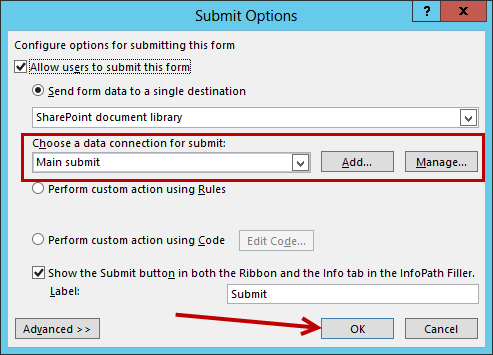 Submit Options
?
X
Configure options for submitting this form
Allow users to submit this form
Send form data to a single destination
SharePoint document library
Choose a data connection for submit:
Main submit
Add...
Manage...
Perform custom action using Rules
Perform custom action using Code
Edit Code...
Show the Submit button in both the Ribbon and the Info tab in the InfoPath Filler.
Label:
Submit
Advanced >>
OK
Cancel